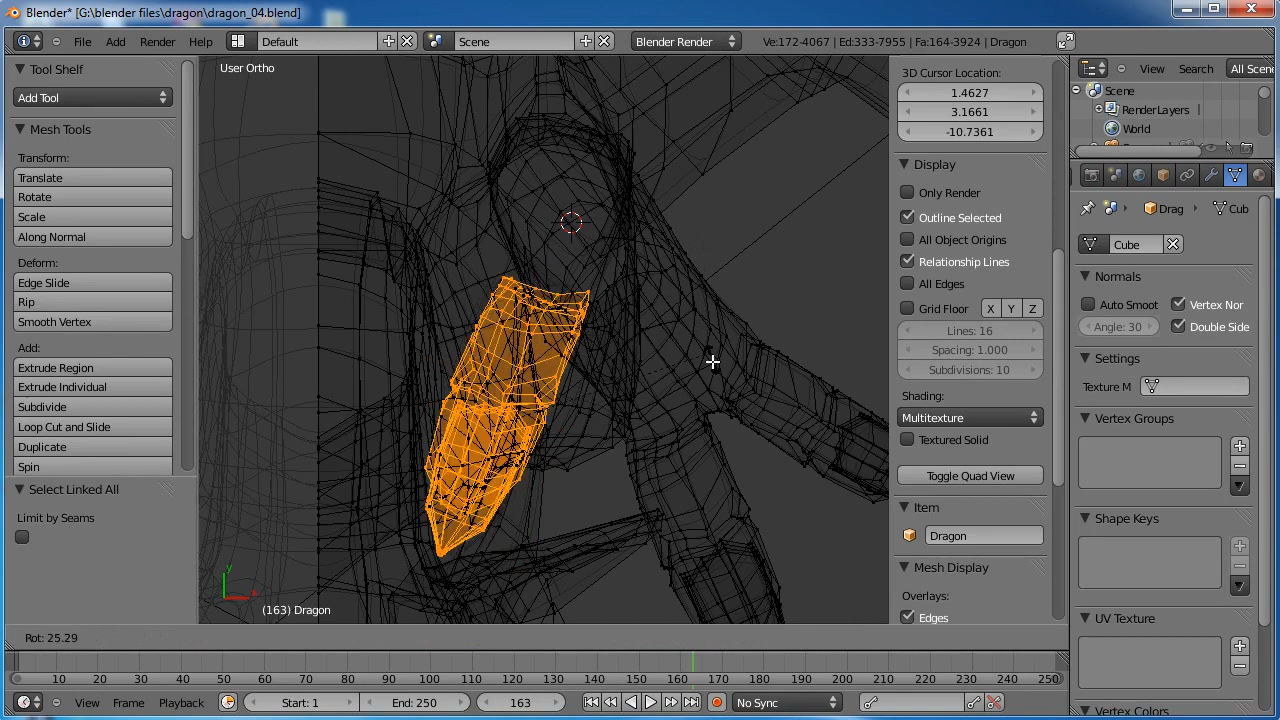 Blender* [G:\blender files\dragon\dragon_04.blend]
File Add Render Help Default Scene Blender Render Ve:172-4067 | Ed:333-7955 | Fa:164-3924 | Dragon
Tool Shelf
Add Tool
Mesh Tools
Transform:
Translate
Rotate
Scale
Along Normal
Deform:
Edge Slide
Rip
Smooth Vertex
Add:
Extrude Region
Extrude Individual
Subdivide
Loop Cut and Slide
Duplicate
Spin
Select Linked All
Limit by Seams
User Ortho
y
x
(163) Dragon
Rot: 25.29
3D Cursor Location:
1.4627
3.1661
-10.7361
Display
Only Render
Outline Selected
All Object Origins
Relationship Lines
All Edges
Grid Floor X Y Z
Lines: 16
Spacing: 1.000
Subdivisions: 10
Shading:
Multitexture
Textured Solid
Toggle Quad View
Item
Dragon
Mesh Display
Overlays:
Edges
View Search All Scene
Scene
RenderLayers
World
Drag Cub
Cube
Normals
Auto Smoot Vertex Nor
Angle: 30 Double Side
Settings
Texture M
Vertex Groups
Shape Keys
UV Texture
Vertex Colors
10 20 30 40 50 60 70 80 90 100 110 120 130 140 150 160 170 180 190 200 210 220 230 240 250
View Frame Playback Start: 1 End: 250 163 No Sync